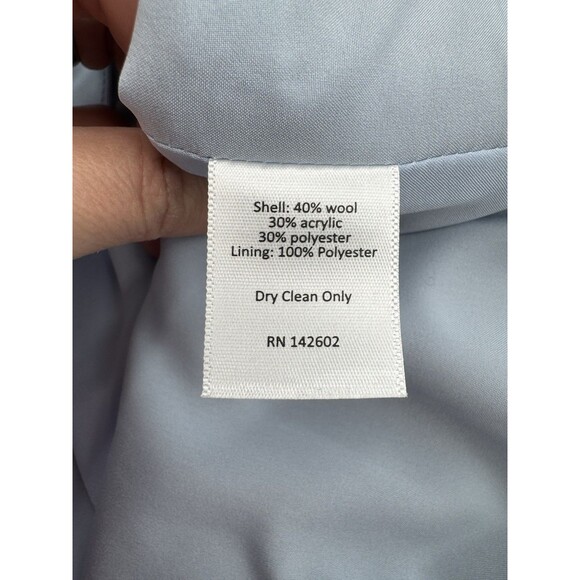 Shell: 40% wool
30% acrylic
30% polyester
Lining: 100% Polyester
Dry Clean Only
RN 142602